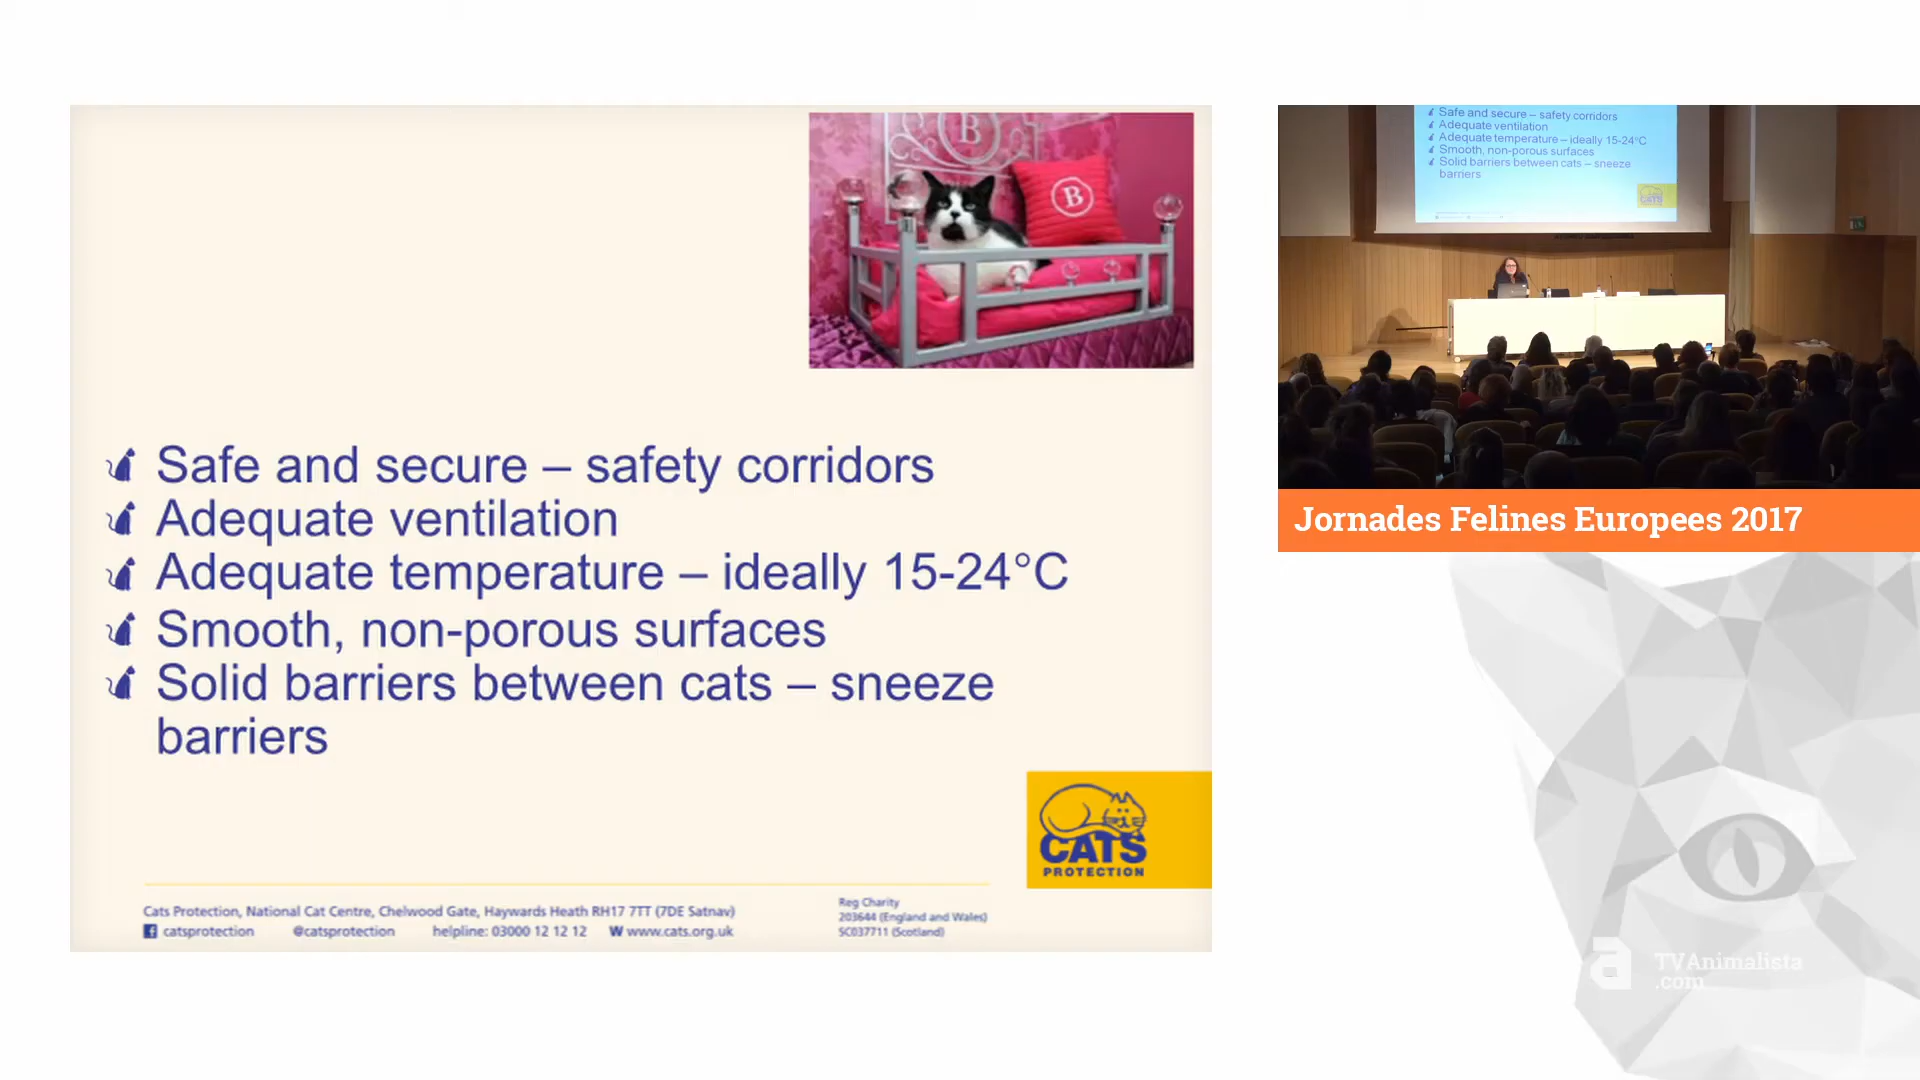 B
B
Safe and secure – safety corridors
Adequate ventilation
Adequate temperature – ideally 15-24°C
Smooth, non-porous surfaces
Solid barriers between cats – sneeze
barriers
CATS
PROTECTION
Cats Protection, National Cat Centre, Chelwood Gate, Haywards Heath RH17 7TT (7DE Satnav)
catsprotection @catsprotection helpline: 03000 12 12 12 W www.cats.org.uk
Reg Charity
203644 (England and Wales)
SC037711 (Scotland)
Safe and secure – safety corridors
Adequate ventilation
Adequate temperature – ideally 15-24°C
Smooth, non-porous surfaces
Solid barriers between cats – sneeze
barriers
CATS
Jornades Felines Europees 2017
a TVAnimalista
.com